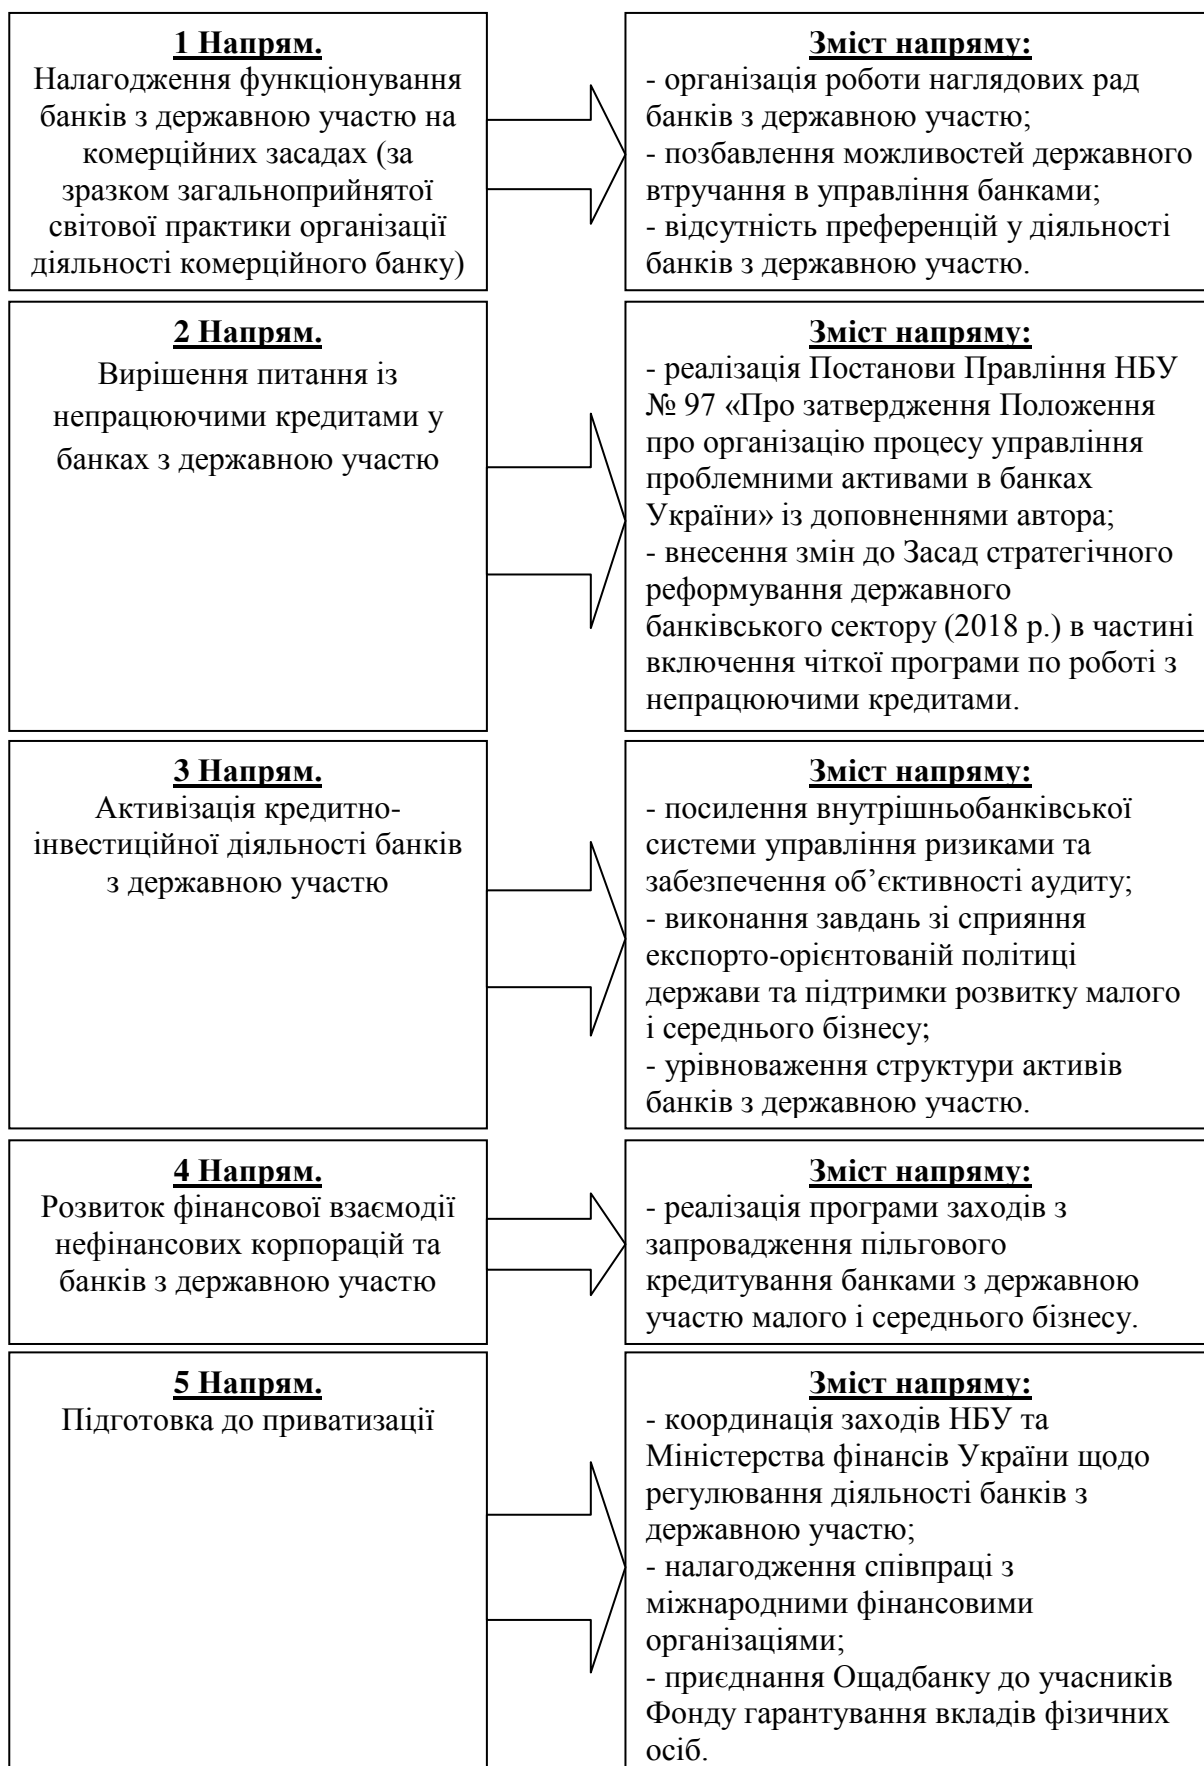 1 Напрям.
Налагодження функціонування
банків з державною участю на
комерційних засадах (за
зразком загальноприйнятої
світової практики організації
діяльності комерційного банку)
Зміст напряму:
- організація роботи наглядових рад
банків з державною участю;
- позбавлення можливостей державного
втручання в управління банками;
- відсутність преференцій у діяльності
банків з державною участю.
2 Напрям.
Вирішення питання із
непрацюючими кредитами у
банках з державною участю
Зміст напряму:
- реалізація Постанови Правління НБУ
№ 97 «Про затвердження Положення
про організацію процесу управління
проблемними активами в банках
України» із доповненнями автора;
- внесення змін до Засад стратегічного
реформування державного
банківського сектору (2018 р.) в частині
включення чіткої програми по роботі з
непрацюючими кредитами.
3 Напрям.
Активізація кредитно-
інвестиційної діяльності банків
з державною участю
Зміст напряму:
- посилення внутрішньобанківської
системи управління ризиками та
забезпечення об’єктивності аудиту;
- виконання завдань зі сприяння
експорто-орієнтованій політиці
держави та підтримки розвитку малого
і середнього бізнесу;
- урівноваження структури активів
банків з державною участю.
4 Напрям.
Розвиток фінансової взаємодії
нефінансових корпорацій та
банків з державною участю
Зміст напряму:
- реалізація програми заходів з
запровадження пільгового
кредитування банками з державною
участю малого і середнього бізнесу.
5 Напрям.
Підготовка до приватизації
Зміст напряму:
- координація заходів НБУ та
Міністерства фінансів України щодо
регулювання діяльності банків з
державною участю;
- налагодження співпраці з
міжнародними фінансовими
організаціями;
- приєднання Ощадбанку до учасників
Фонду гарантування вкладів фізичних
осіб.